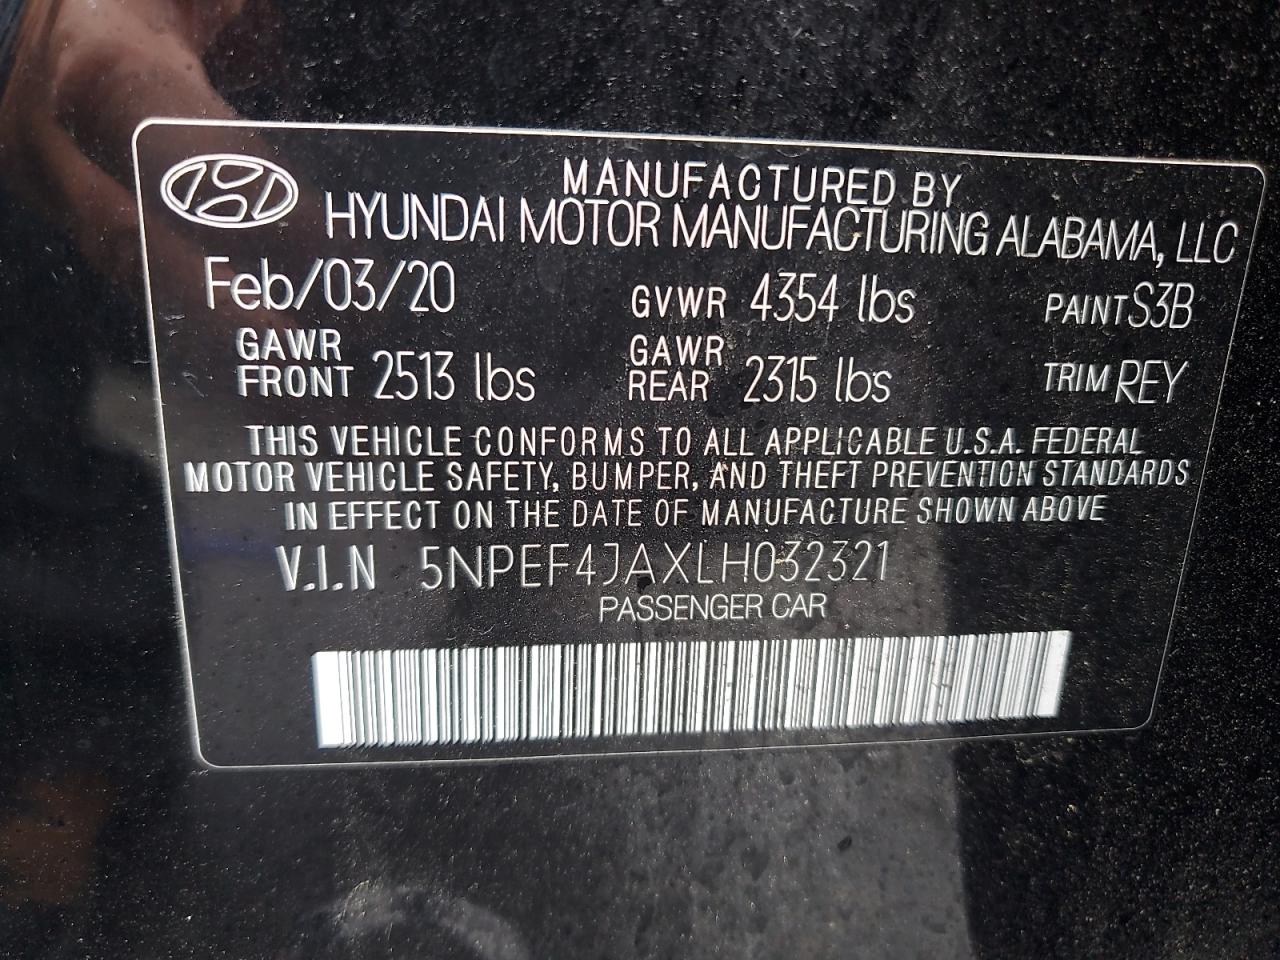 MANUFACTURED BY
HYUNDAI MOTOR MANUFACTURING ALABAMA, LLC
Feb/03/20 GVWR 4354 lbs PAINT S3B
GAWR FRONT 2513 lbs GAWR REAR 2315 lbs TRIM REY
THIS VEHICLE CONFORMS TO ALL APPLICABLE U.S.A. FEDERAL
MOTOR VEHICLE SAFETY, BUMPER, AND THEFT PREVENTION STANDARDS
IN EFFECT ON THE DATE OF MANUFACTURE SHOWN ABOVE
V.I.N 5NPEF4JAXLH032321
PASSENGER CAR